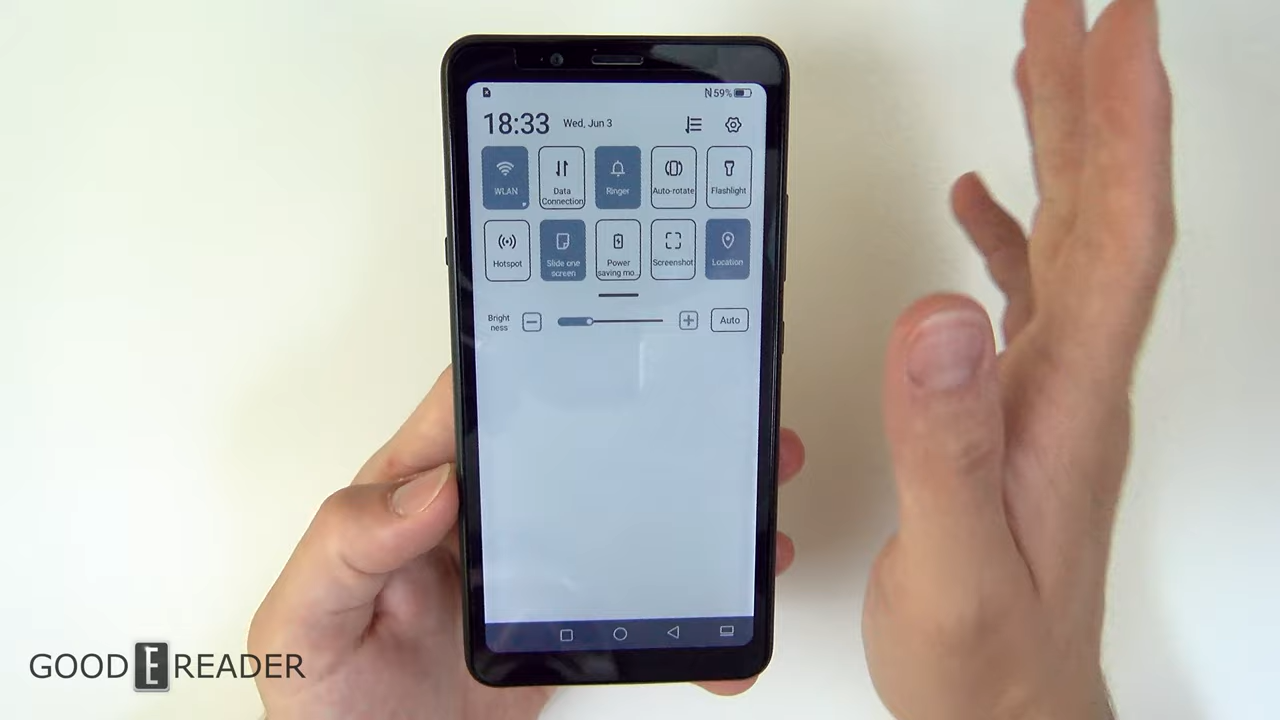 N 59%
18:33 Wed, Jun 3
WLAN
Data
Connection
Ringer
Auto-rotate
Flashlight
Hotspot
Slide one
screen
Power
saving mo...
Screenshot
Location
Bright
ness
Auto
GOOD E READER